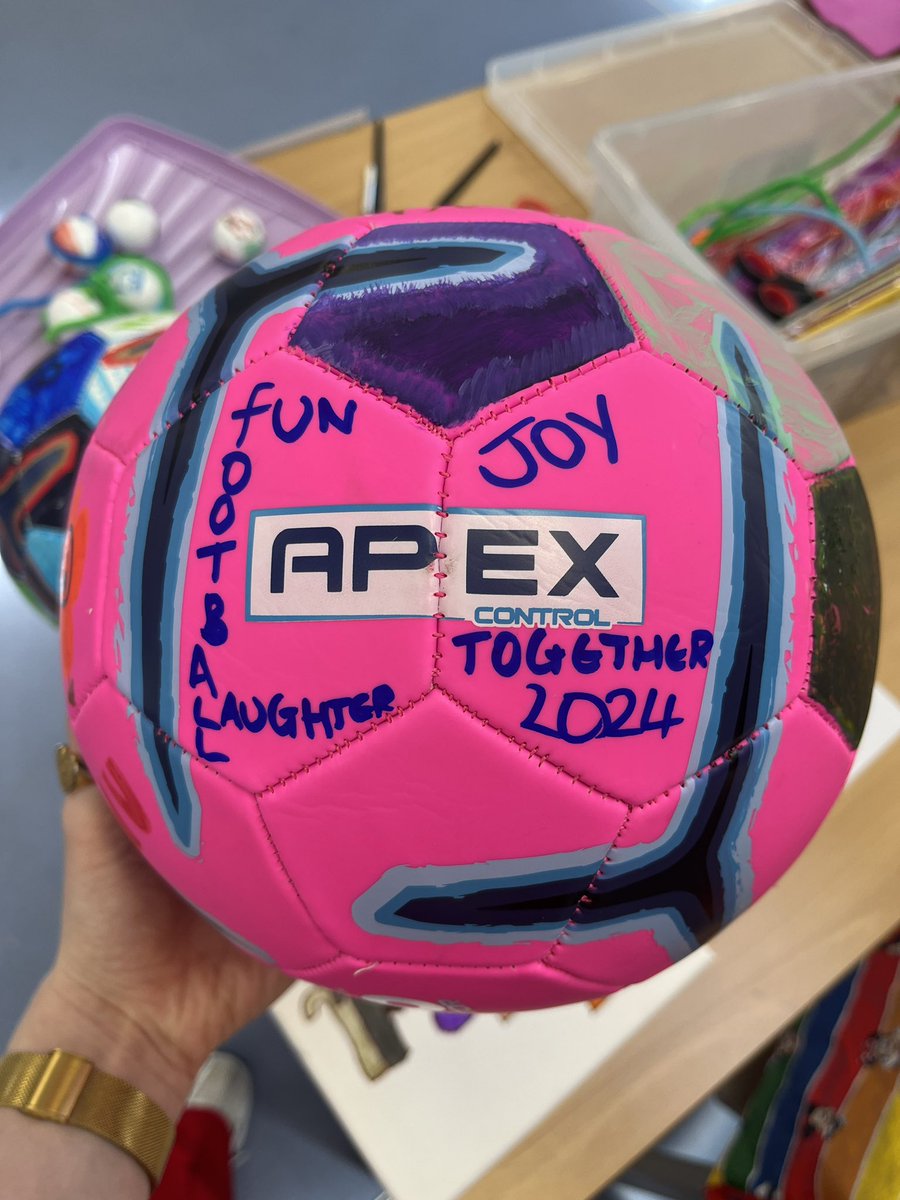 FUN
FOOTBALL
JOY
APEX
CONTROL
TOGETHER
2024
LAUGHTER